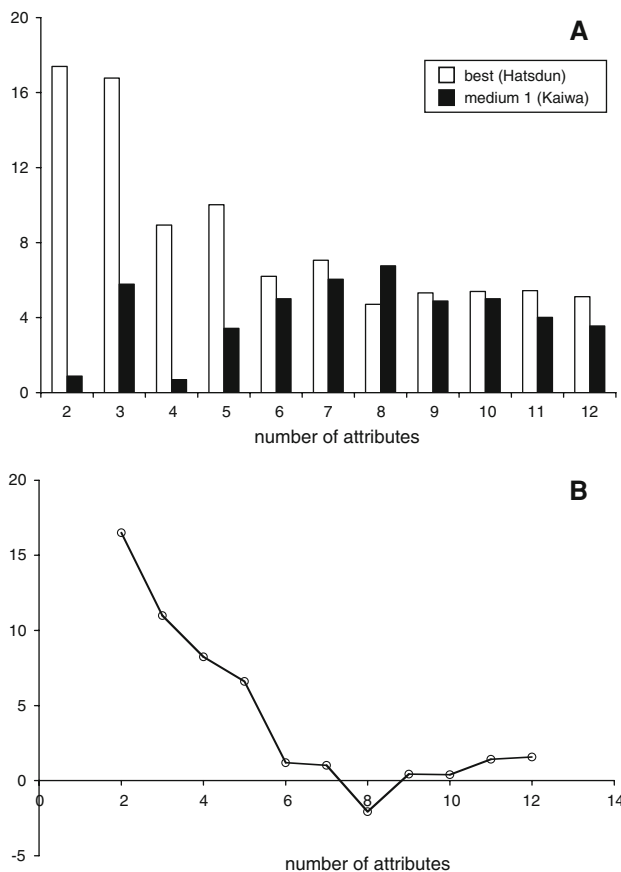 A
20
16
12
8
4
0
best (Hatsdun)
medium 1 (Kaiwa)
2 3 4 5 6 7 8 9 10 11 12
number of attributes
B
20
15
10
5
0
-5
0 2 4 6 8 10 12 14
number of attributes